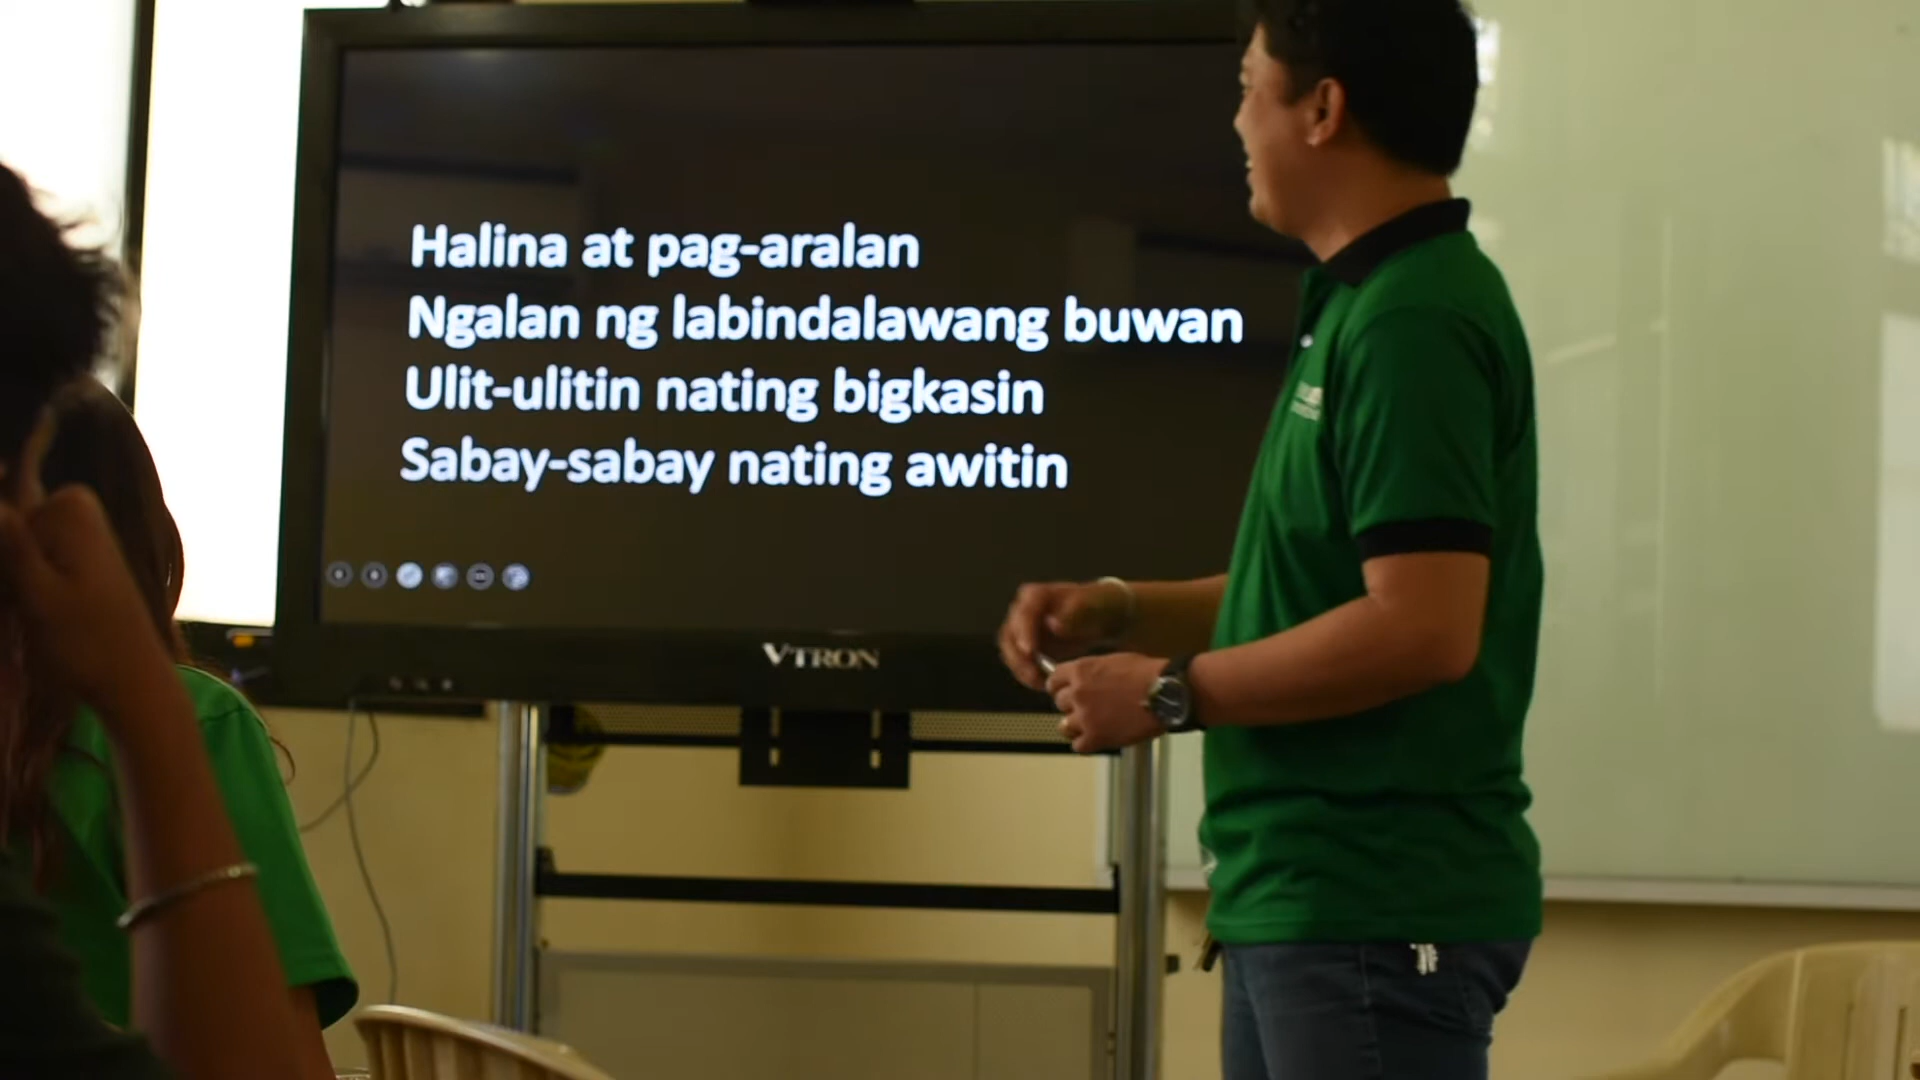 Halina at pag-aralan
Ngalan ng labindalawang buwan
Ulit-ulitin nating bigkasin
Sabay-sabay nating awitin
VTRON